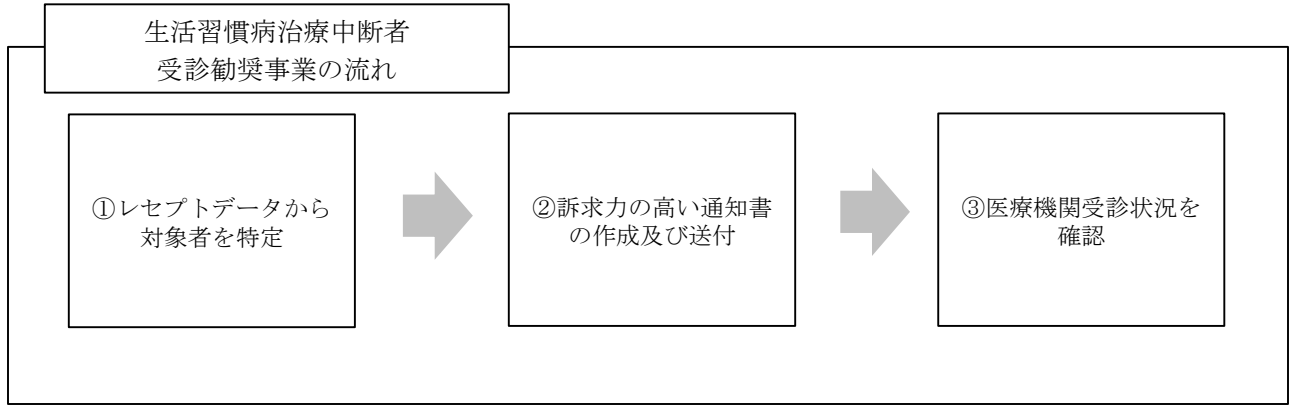 生活習慣病治療中断者
受診勧奨事業の流れ
①レセプトデータから
対象者を特定
②訴求力の高い通知書
の作成及び送付
③医療機関受診状況を
確認